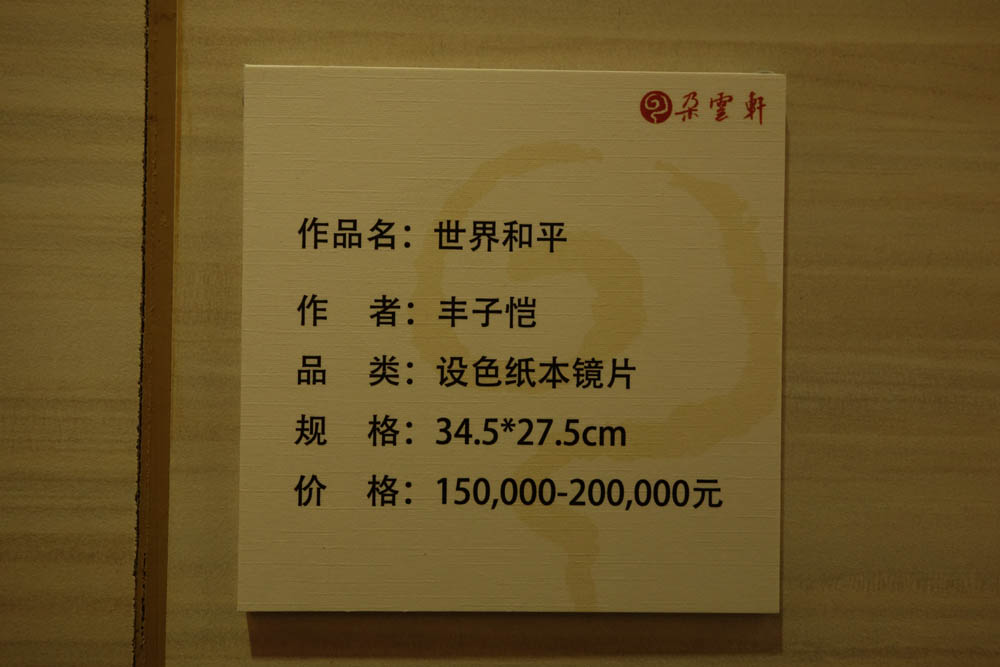 朵雲軒
作品名：世界和平
作 者：丰子恺
品 类：设色纸本镜片
规 格：34.5*27.5cm
价 格：150,000-200,000元